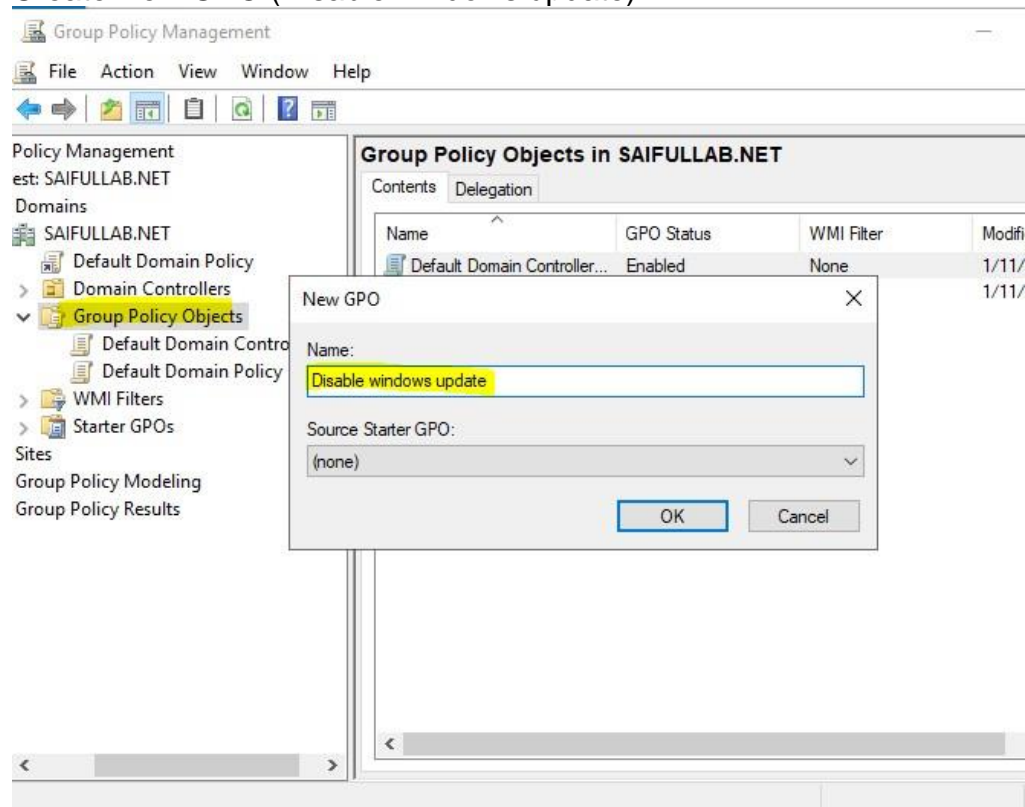 Group Policy Management
File Action View Window Help
Policy Management
est: SAIFULLAB.NET
Domains
SAIFULLAB.NET
Default Domain Policy
Domain Controllers
Group Policy Objects
Default Domain Contro
Default Domain Policy
WMI Filters
Starter GPOs
Sites
Group Policy Modeling
Group Policy Results
Group Policy Objects in SAIFULLAB.NET
Contents Delegation
Name GPO Status WMI Filter Modifi
Default Domain Controller... Enabled None 1/11/
1/11/
New GPO
Name:
Disable windows update
Source Starter GPO:
(none)
OK Cancel